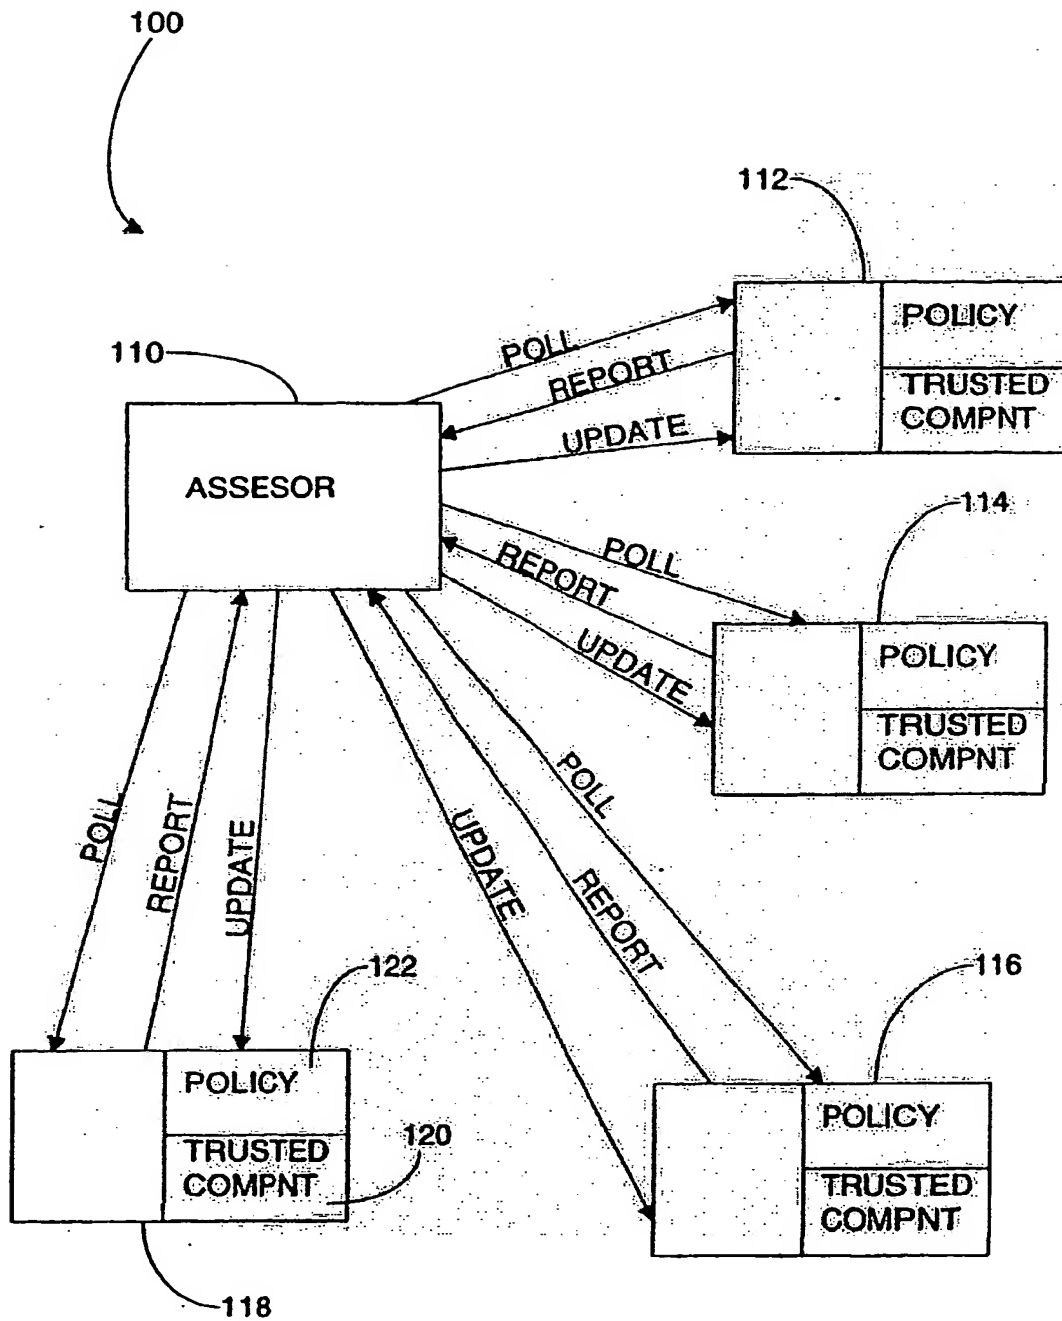 100
112
POLICY
TRUSTED
COMPNT
110
ASSESOR
POLL
REPORT
UPDATE
114
POLL
REPORT
UPDATE
POLICY
TRUSTED
COMPNT
POLL
REPORT
UPDATE
UPDATE
REPORT
POLL
122
116
POLICY
TRUSTED
COMPNT
120
POLICY
TRUSTED
COMPNT
118